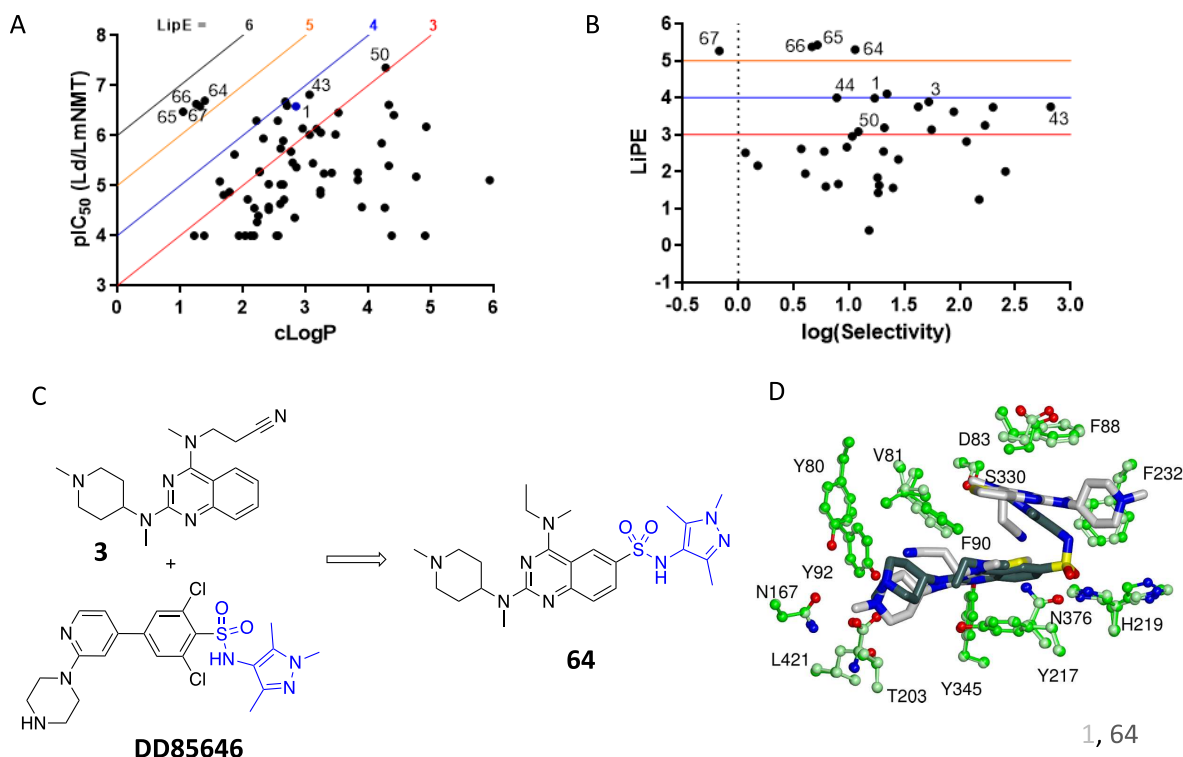 A
LipE = 6 5 4 3
8
7
6
5
4
3
pIC50 (Ld/LmNMT)
50
43
66
64
65
67
1
0 1 2 3 4 5 6
cLogP
B
6
5
4
3
2
1
0
-1
LiPE
67
66
65
64
44
1
3
50
43
-0.5 0.0 0.5 1.0 1.5 2.0 2.5 3.0
log(Selectivity)
C
N
N
N
N
N
N
3
+
N
N
HN
Cl
Cl
O
S
O
NH
N
N
DD85646
N
N
N
N
N
O
O
S
N
H
N
N
64
D
F88
D83
V81
Y80
S330
F232
F90
Y92
N167
N376
H219
L421
T203
Y345
Y217
1, 64